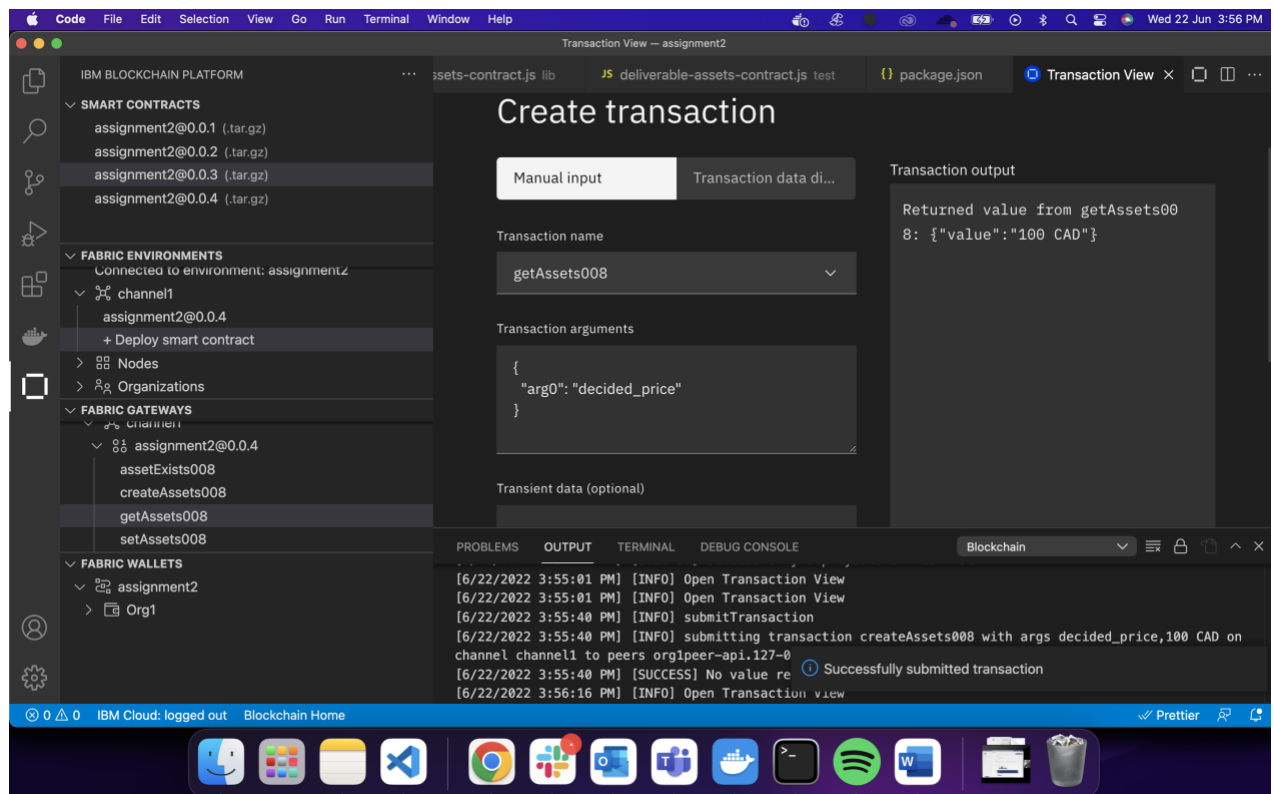 Code File Edit Selection View Go Run Terminal Window Help Wed 22 Jun 3:56 PM
Transaction View — assignment2
IBM BLOCKCHAIN PLATFORM
ssets-contract.js lib JS deliverable-assets-contract.js test {} package.json Transaction View
SMART CONTRACTS
assignment2@0.0.1 (.tar.gz)
assignment2@0.0.2 (.tar.gz)
assignment2@0.0.3 (.tar.gz)
assignment2@0.0.4 (.tar.gz)
FABRIC ENVIRONMENTS
Connected to environment: assignment2
channel1
assignment2@0.0.4
+ Deploy smart contract
Nodes
Organizations
FABRIC GATEWAYS
channel1
assignment2@0.0.4
assetExists008
createAssets008
getAssets008
setAssets008
FABRIC WALLETS
assignment2
Org1
Create transaction
Manual input
Transaction data di...
Transaction name
getAssets008
Transaction arguments
{
"arg0": "decided_price"
}
Transient data (optional)
Transaction output
Returned value from getAssets00
8: {"value":"100 CAD"}
PROBLEMS OUTPUT TERMINAL DEBUG CONSOLE Blockchain
[6/22/2022 3:55:01 PM] [INFO] Open Transaction View
[6/22/2022 3:55:01 PM] [INFO] Open Transaction View
[6/22/2022 3:55:40 PM] [INFO] submitTransaction
[6/22/2022 3:55:40 PM] [INFO] submitting transaction createAssets008 with args decided_price,100 CAD on
channel channel1 to peers org1peer-api.127-0
[6/22/2022 3:55:40 PM] [SUCCESS] No value re
[6/22/2022 3:56:16 PM] [INFO] Open Transaction View
Successfully submitted transaction
0 0 IBM Cloud: logged out Blockchain Home Prettier